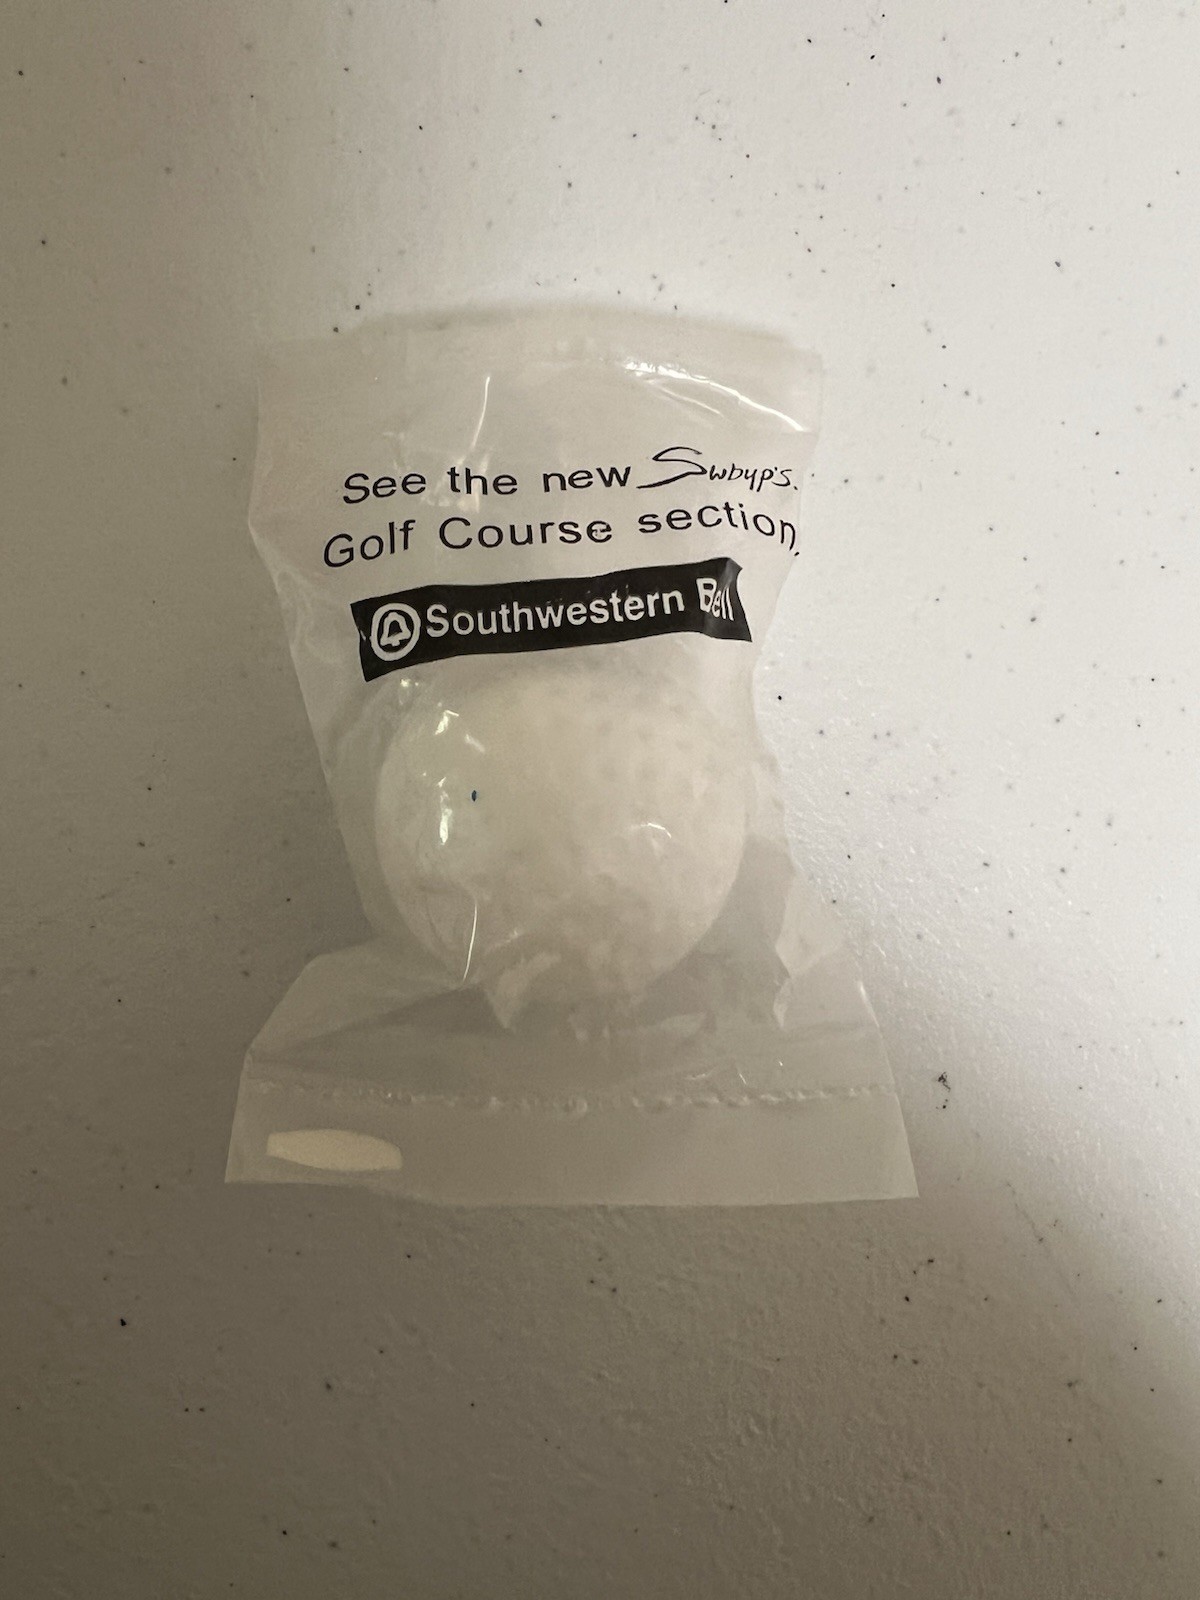 See the new Swbyp's.
Golf Course section.
Southwestern Bell